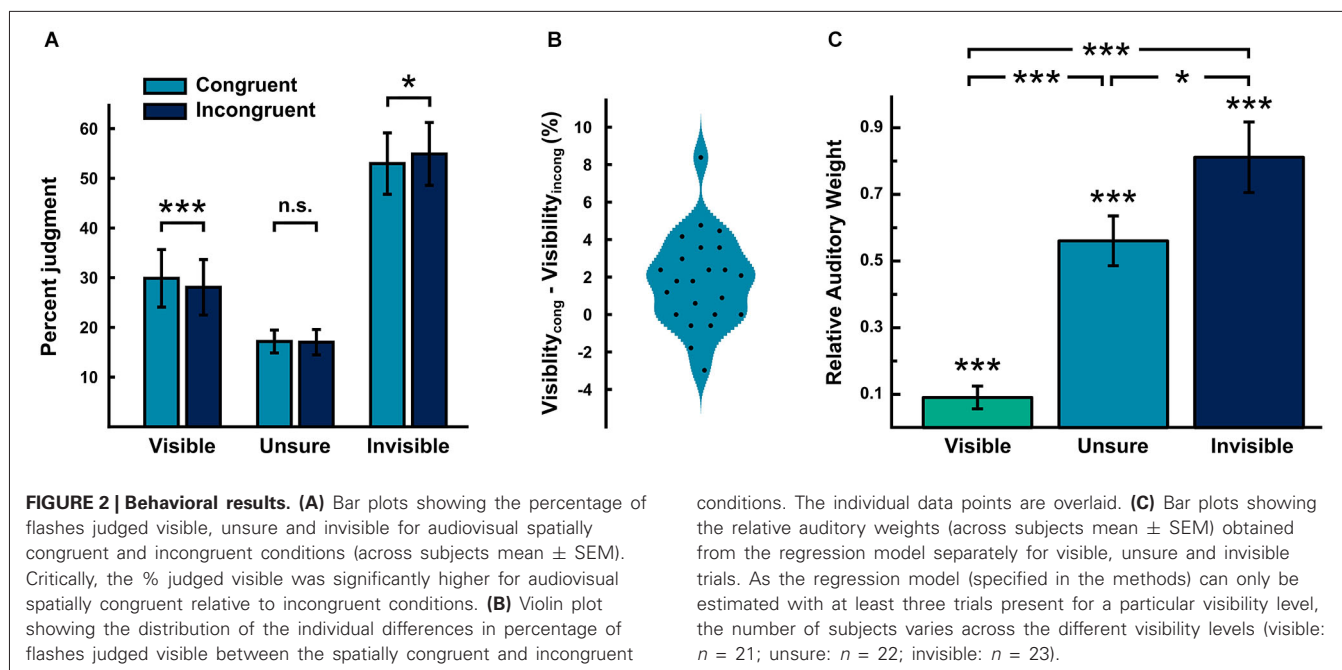 A
Congruent
Incongruent
Percent judgment
60
50
40
30
20
10
***
n.s.
*
Visible
Unsure
Invisible
B
Visiblity_cong - Visibility_incong (%)
10
8
6
4
2
0
-2
-4
C
***
***
*
Relative Auditory Weight
0.9
0.7
0.5
0.3
0.1
***
***
***
Visible
Unsure
Invisible
FIGURE 2 | Behavioral results. (A) Bar plots showing the percentage of
flashes judged visible, unsure and invisible for audiovisual spatially
congruent and incongruent conditions (across subjects mean ± SEM).
Critically, the % judged visible was significantly higher for audiovisual
spatially congruent relative to incongruent conditions. (B) Violin plot
showing the distribution of the individual differences in percentage of
flashes judged visible between the spatially congruent and incongruent
conditions. The individual data points are overlaid. (C) Bar plots showing
the relative auditory weights (across subjects mean ± SEM) obtained
from the regression model separately for visible, unsure and invisible
trials. As the regression model (specified in the methods) can only be
estimated with at least three trials present for a particular visibility level,
the number of subjects varies across the different visibility levels (visible:
n = 21; unsure: n = 22; invisible: n = 23).